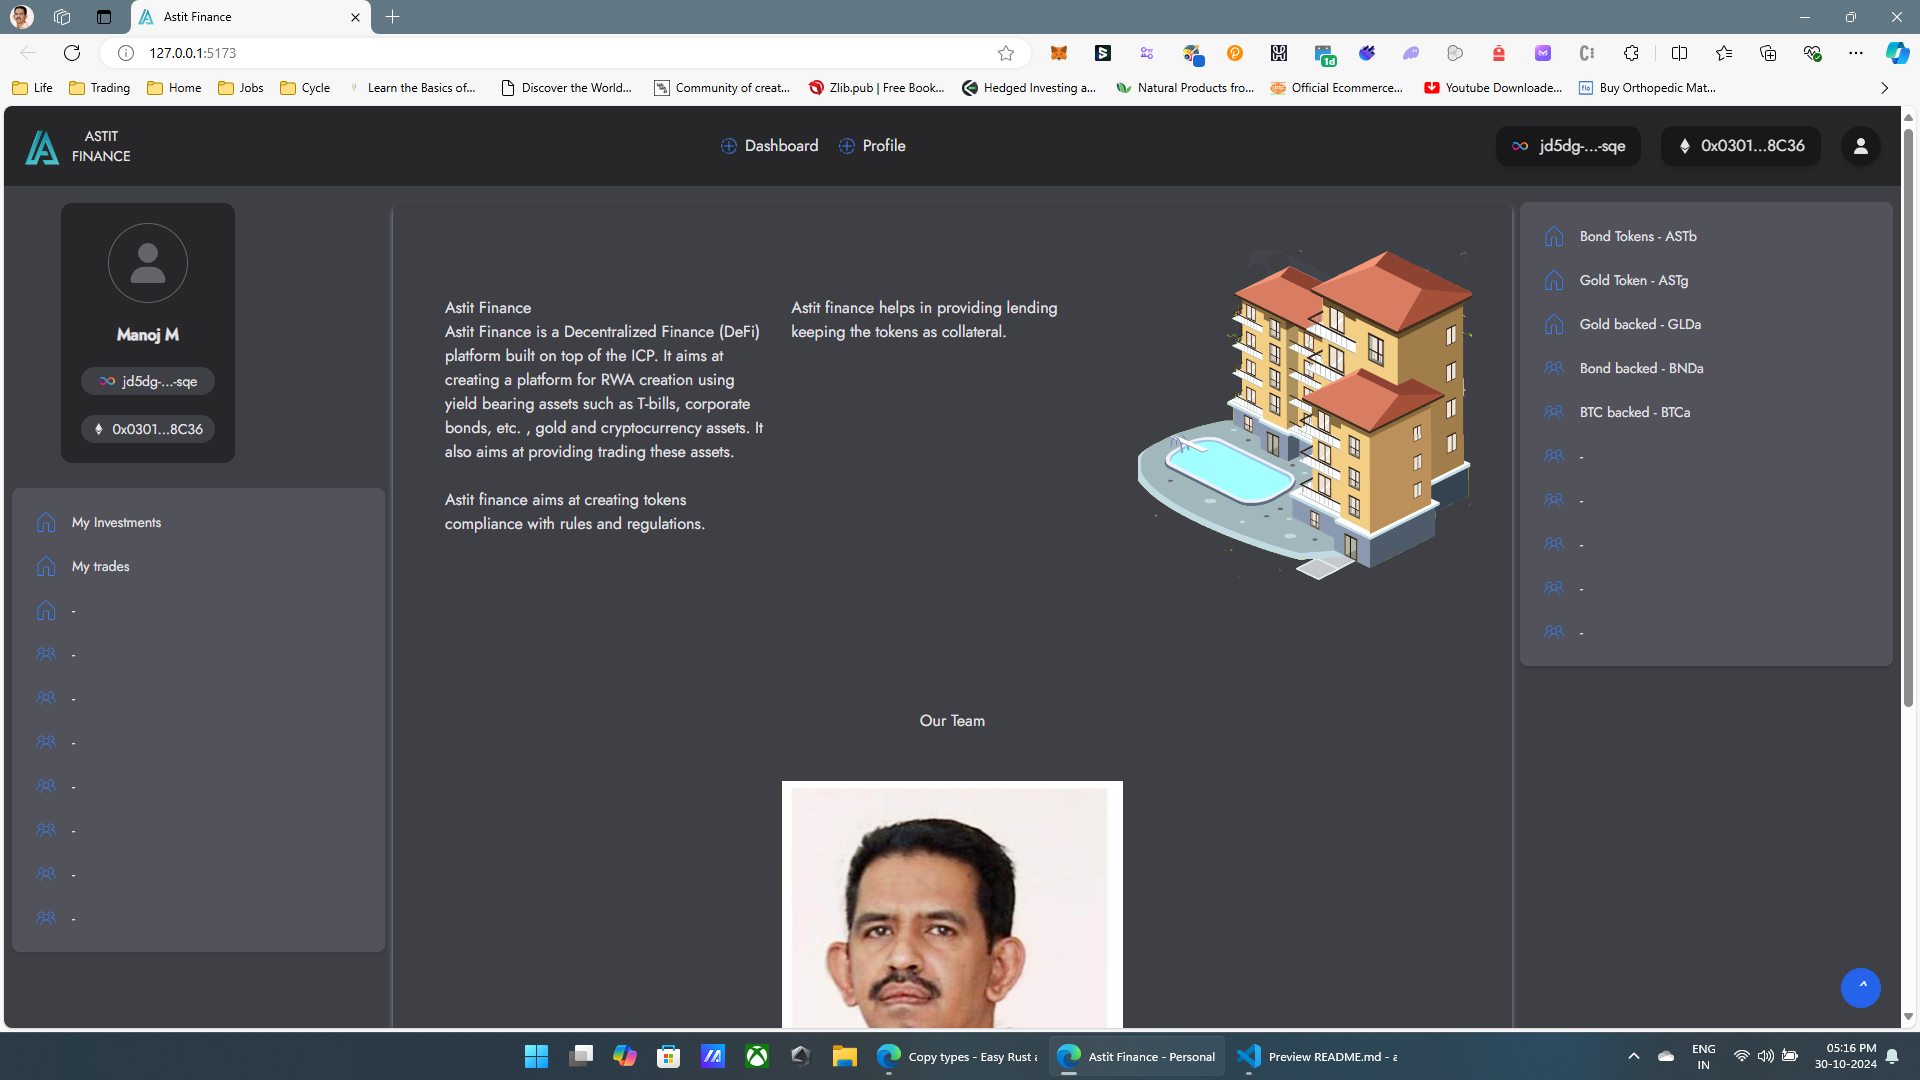 Astit Finance
127.0.0.1:5173
Life
Trading
Home
Jobs
Cycle
Learn the Basics of...
Discover the World...
Community of creat...
Zlib.pub | Free Book...
Hedged Investing a...
Natural Products fro...
Official Ecommerce...
Youtube Downloade...
Buy Orthopedic Mat...
1d
ASTIT
FINANCE
Dashboard
Profile
jd5dg-...-sqe
0x0301...8C36
Manoj M
jd5dg-...-sqe
0x0301...8C36
My Investments
My trades
-
-
-
-
-
-
-
-
Astit Finance
Astit Finance is a Decentralized Finance (DeFi)
platform built on top of the ICP. It aims at
creating a platform for RWA creation using
yield bearing assets such as T-bills, corporate
bonds, etc. , gold and cryptocurrency assets. It
also aims at providing trading these assets.
Astit finance aims at creating tokens
compliance with rules and regulations.
Astit finance helps in providing lending
keeping the tokens as collateral.
Our Team
Bond Tokens - ASTb
Gold Token - ASTg
Gold backed - GLDa
Bond backed - BNDa
BTC backed - BTCa
-
-
-
-
-
^
Copy types - Easy Rust
Astit Finance - Personal
Preview README.md - a
ENG
IN
05:16 PM
30-10-2024